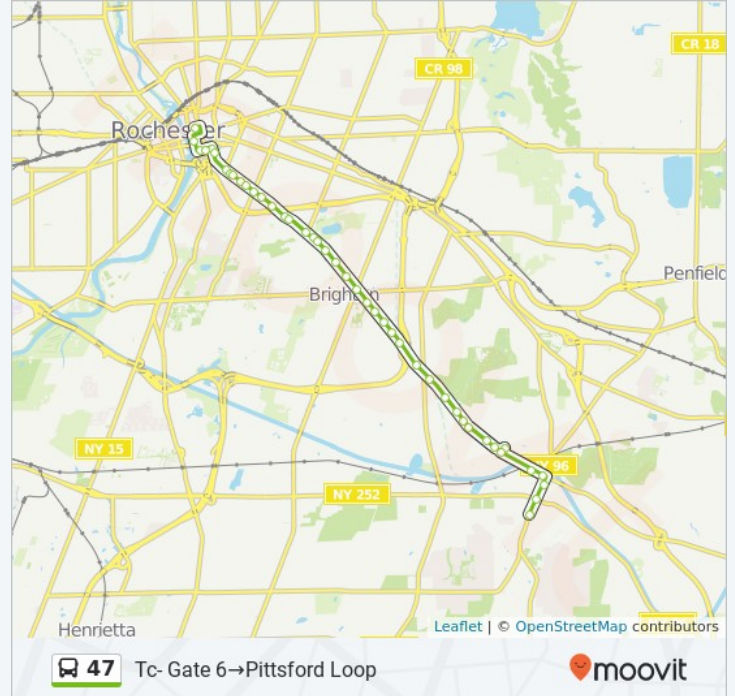 CR 18
CR 98
Rochester
Penfield
Brighton
NY 15
NY 96
NY 252
Henrietta
Leaflet | © OpenStreetMap contributors
47 Tc- Gate 6→Pittsford Loop
moovit